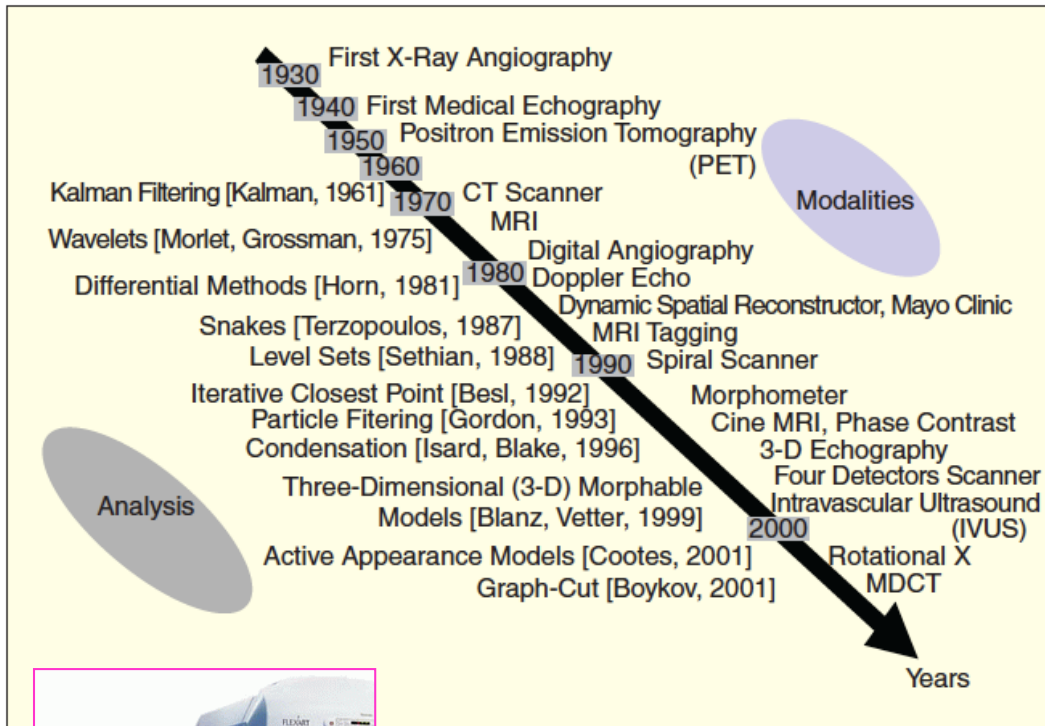 First X-Ray Angiography
1930
1940 First Medical Echography
Positron Emission Tomography
1950
(PET)
1960
Kalman Filtering [Kalman, 1961]
1970
CT Scanner
Modalities
MRI
Wavelets [Morlet, Grossman, 1975]
Digital Angiography
1980
Doppler Echo
Differential Methods [Horn, 1981]
Dynamic Spatial Reconstructor, Mayo Clinic
Snakes [Terzopoulos, 1987]
MRI Tagging
Level Sets [Sethian, 1988]
1990
Spiral Scanner
Iterative Closest Point [Besl, 1992]
Morphometer
Particle Fitering [Gordon, 1993]
Cine MRI, Phase Contrast
Condensation [Isard, Blake, 1996]
3-D Echography
Four Detectors Scanner
Three-Dimensional (3-D) Morphable
Intravascular Ultrasound
Analysis
Models [Blanz, Vetter, 1999]
2000
(IVUS)
Active Appearance Models [Cootes, 2001]
Rotational X
Graph-Cut [Boykov, 2001]
MDCT
Years
FLEXART